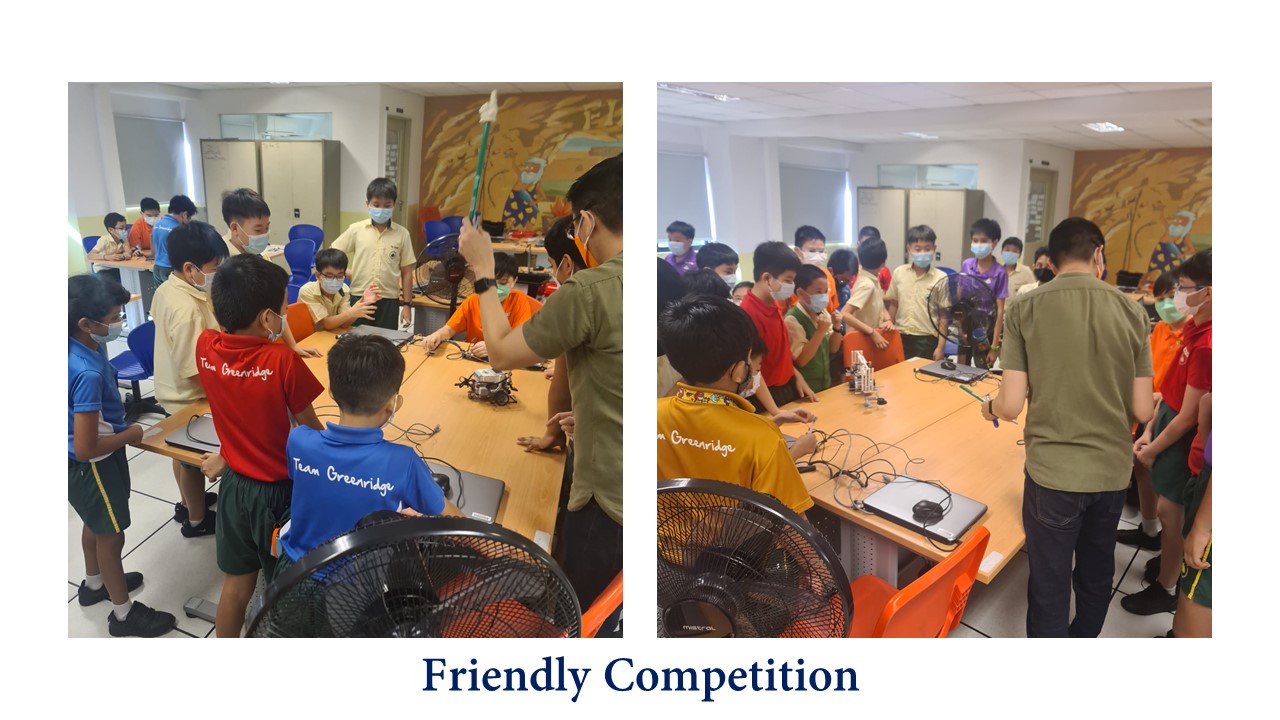 Team Greenridge
Team Greenridge
m Greenridge
mistral
Friendly Competition